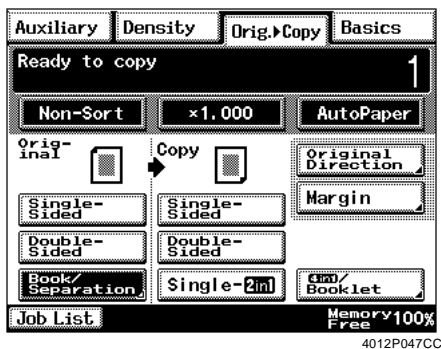 Auxiliary Density Orig.▶Copy Basics
Ready to copy 1
Non-Sort ×1.000 AutoPaper
Orig-
inal
Copy
Original
Direction
Single-
Sided
Single-
Sided
Margin
Double-
Sided
Double-
Sided
Book/
Separation
Single-2in1
4in1/
Booklet
Job List
Memory
Free 100%
4012P047CC